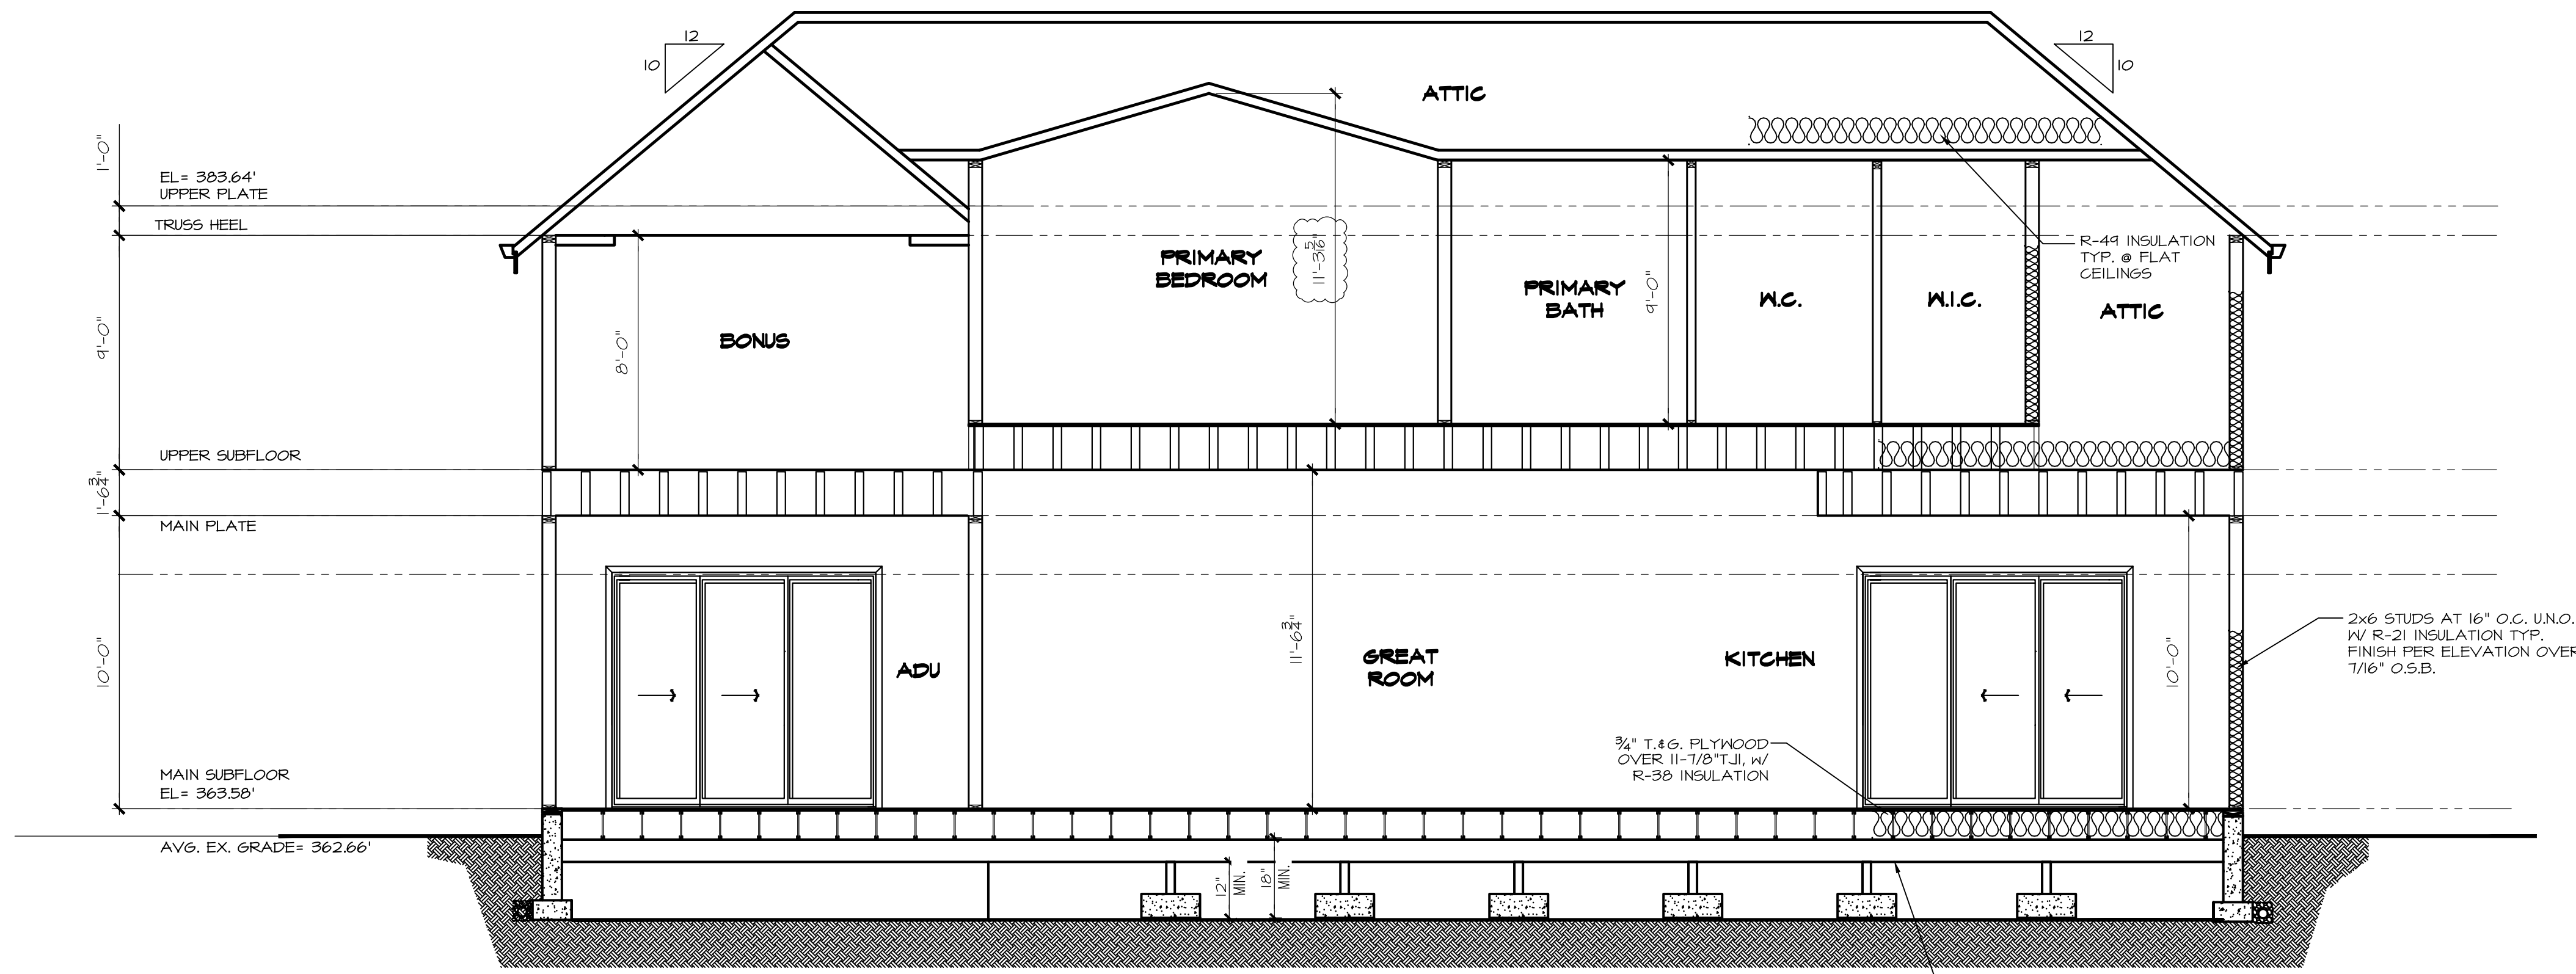 12
10
12
10
ATTIC
1'-0"
EL= 383.64'
UPPER PLATE
TRUSS HEEL
R-49 INSULATION
TYP. @ FLAT
CEILINGS
PRIMARY
BEDROOM
11'-3 5/16"
PRIMARY
BATH
9'-0"
W.C.
W.I.C.
ATTIC
9'-0"
8'-0"
BONUS
UPPER SUBFLOOR
1'-6 3/4"
MAIN PLATE
10'-0"
ADU
11'-6 3/4"
GREAT
ROOM
KITCHEN
10'-0"
2x6 STUDS AT 16" O.C. U.N.O.
W/ R-21 INSULATION TYP.
FINISH PER ELEVATION OVER
7/16" O.S.B.
3/4" T.&G. PLYWOOD
OVER 11-7/8"TJI, W/
R-38 INSULATION
MAIN SUBFLOOR
EL= 363.58'
AVG. EX. GRADE= 362.66'
12"
MIN.
18"
MIN.